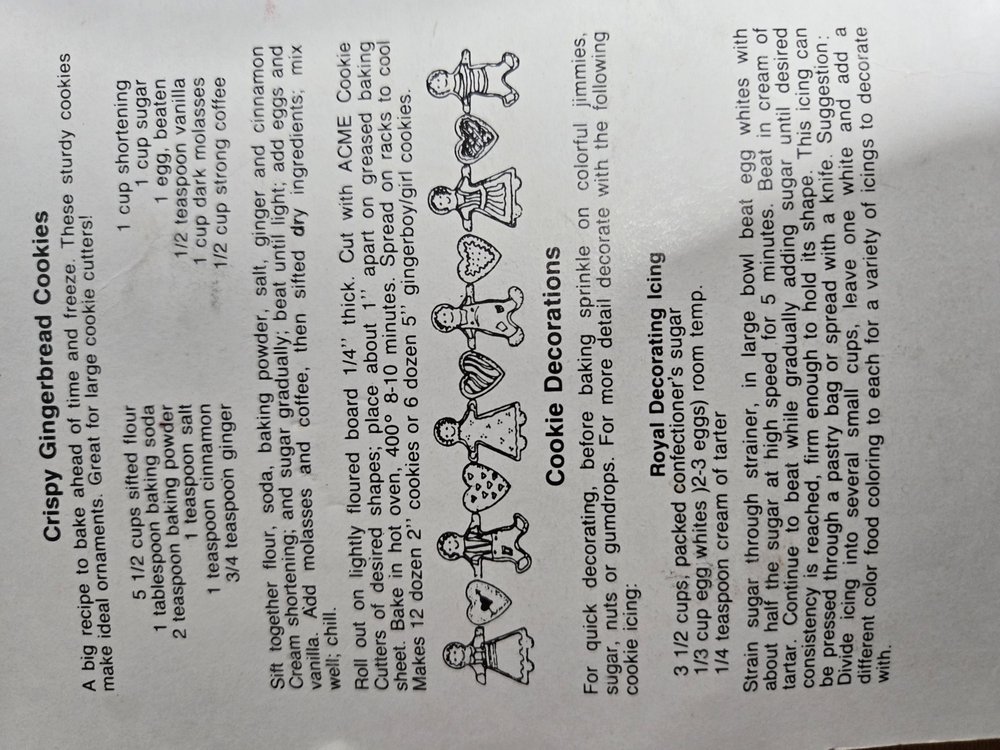 Crispy Gingerbread Cookies
A big recipe to bake ahead of time and freeze. These sturdy cookies
make ideal ornaments. Great for large cookie cutters!
5 1/2 cups sifted flour
1 tablespoon baking soda
2 teaspoon baking powder
1 teaspoon salt
1 teaspoon cinnamon
3/4 teaspoon ginger
1 cup shortening
1 cup sugar
1 egg, beaten
1/2 teaspoon vanilla
1 cup dark molasses
1/2 cup strong coffee
Sift together flour, soda, baking powder, salt, ginger and cinnamon
Cream shortening; and sugar gradually; beat until light; add eggs and
vanilla. Add molasses and coffee, then sifted dry ingredients; mix
well; chill.
Roll out on lightly floured board 1/4'' thick. Cut with ACME Cookie
Cutters of desired shapes; place about 1'' apart on greased baking
sheet. Bake in hot oven, 400° 8-10 minutes. Spread on racks to cool
Makes 12 dozen 2'' cookies or 6 dozen 5'' gingerboy/girl cookies.
Cookie Decorations
For quick decorating, before baking sprinkle on colorful jimmies,
sugar, nuts or gumdrops. For more detail decorate with the following
cookie icing:
Royal Decorating Icing
3 1/2 cups, packed confectioner's sugar
1/3 cup egg whites )2-3 eggs) room temp.
1/4 teaspoon cream of tarter
Strain sugar through strainer, in large bowl beat egg whites with
about half the sugar at high speed for 5 minutes. Beat in cream of
tartar. Continue to beat while gradually adding sugar until desired
consistency is reached, firm enough to hold its shape. This icing can
be pressed through a pastry bag or spread with a knife. Suggestion:
Divide icing into several small cups, leave one white and add a
different color food coloring to each for a variety of icings to decorate
with.